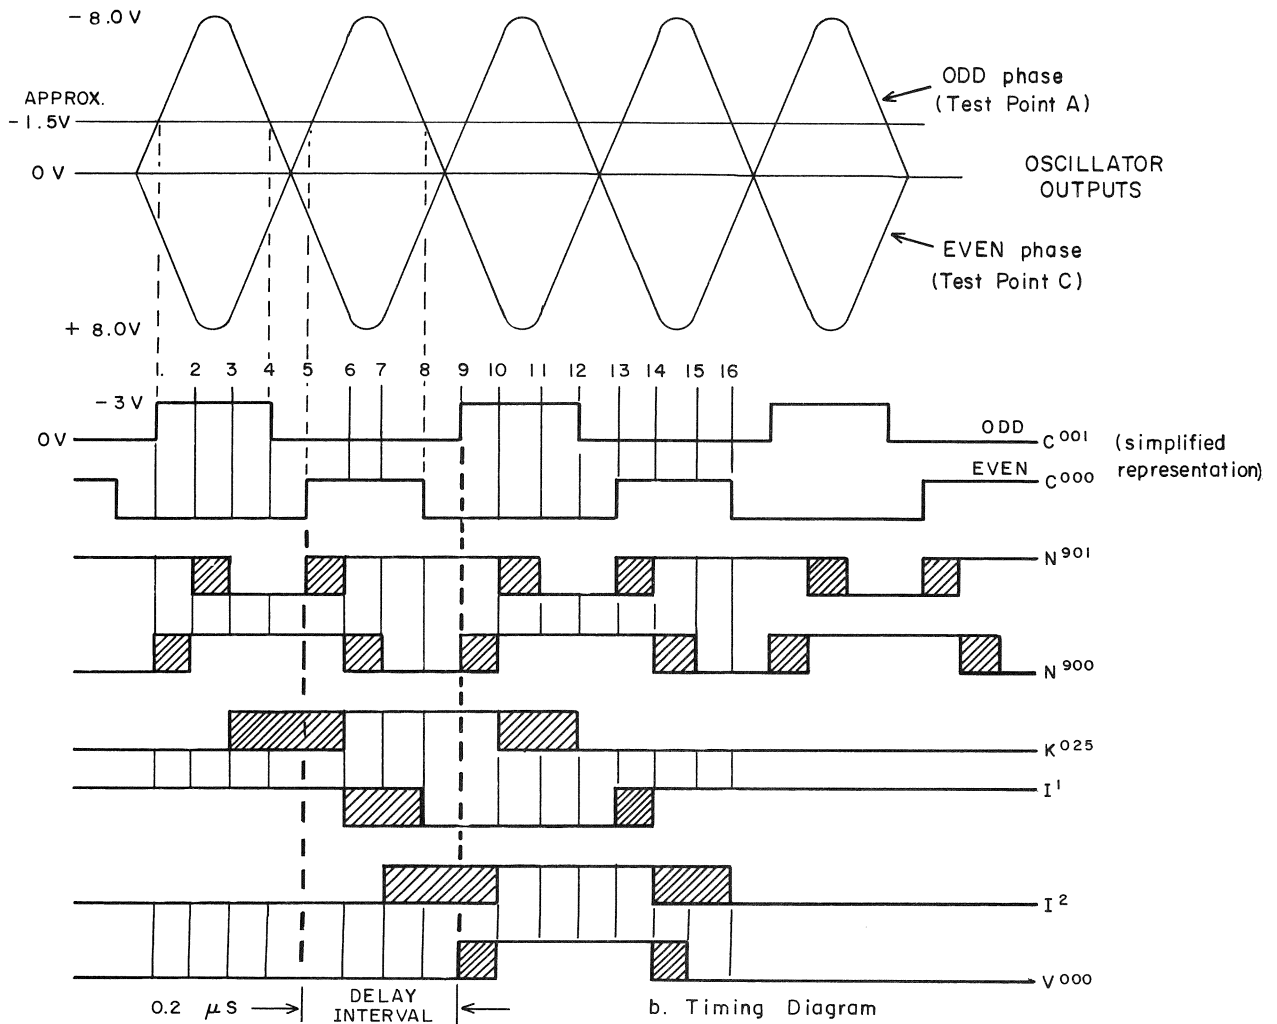 - 8.0V
APPROX.
- 1.5V
0 V
+ 8.0V
ODD phase
(Test Point A)
OSCILLATOR
OUTPUTS
EVEN phase
(Test Point C)
1. 2 3 4 5 6 7 8 9 10 11 12 13 14 15 16
- 3 V
0 V
ODD C001
(simplified
representation)
EVEN C000
N901
N900
K025
I1
I2
V000
0.2 μS
DELAY
INTERVAL
b. Timing Diagram